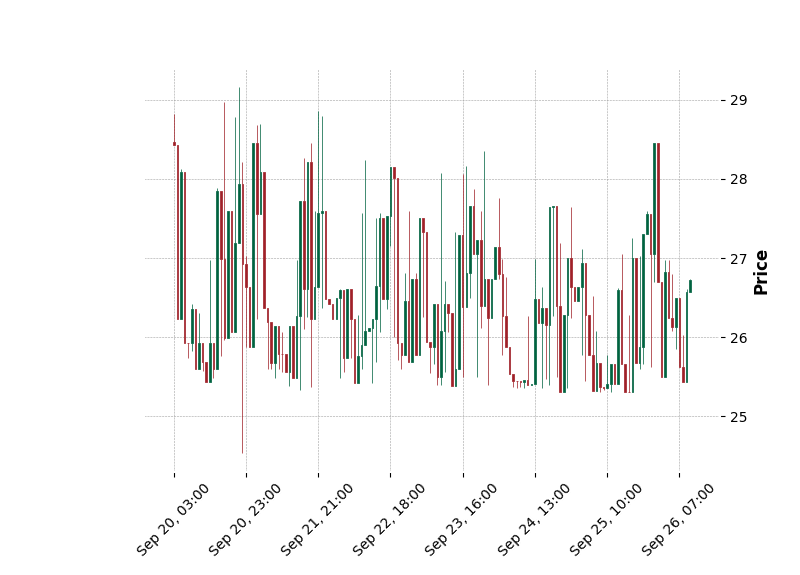 29
28
27
26
25
Price
Sep 20, 03:00
Sep 20, 23:00
Sep 21, 21:00
Sep 22, 18:00
Sep 23, 16:00
Sep 24, 13:00
Sep 25, 10:00
Sep 26, 07:00